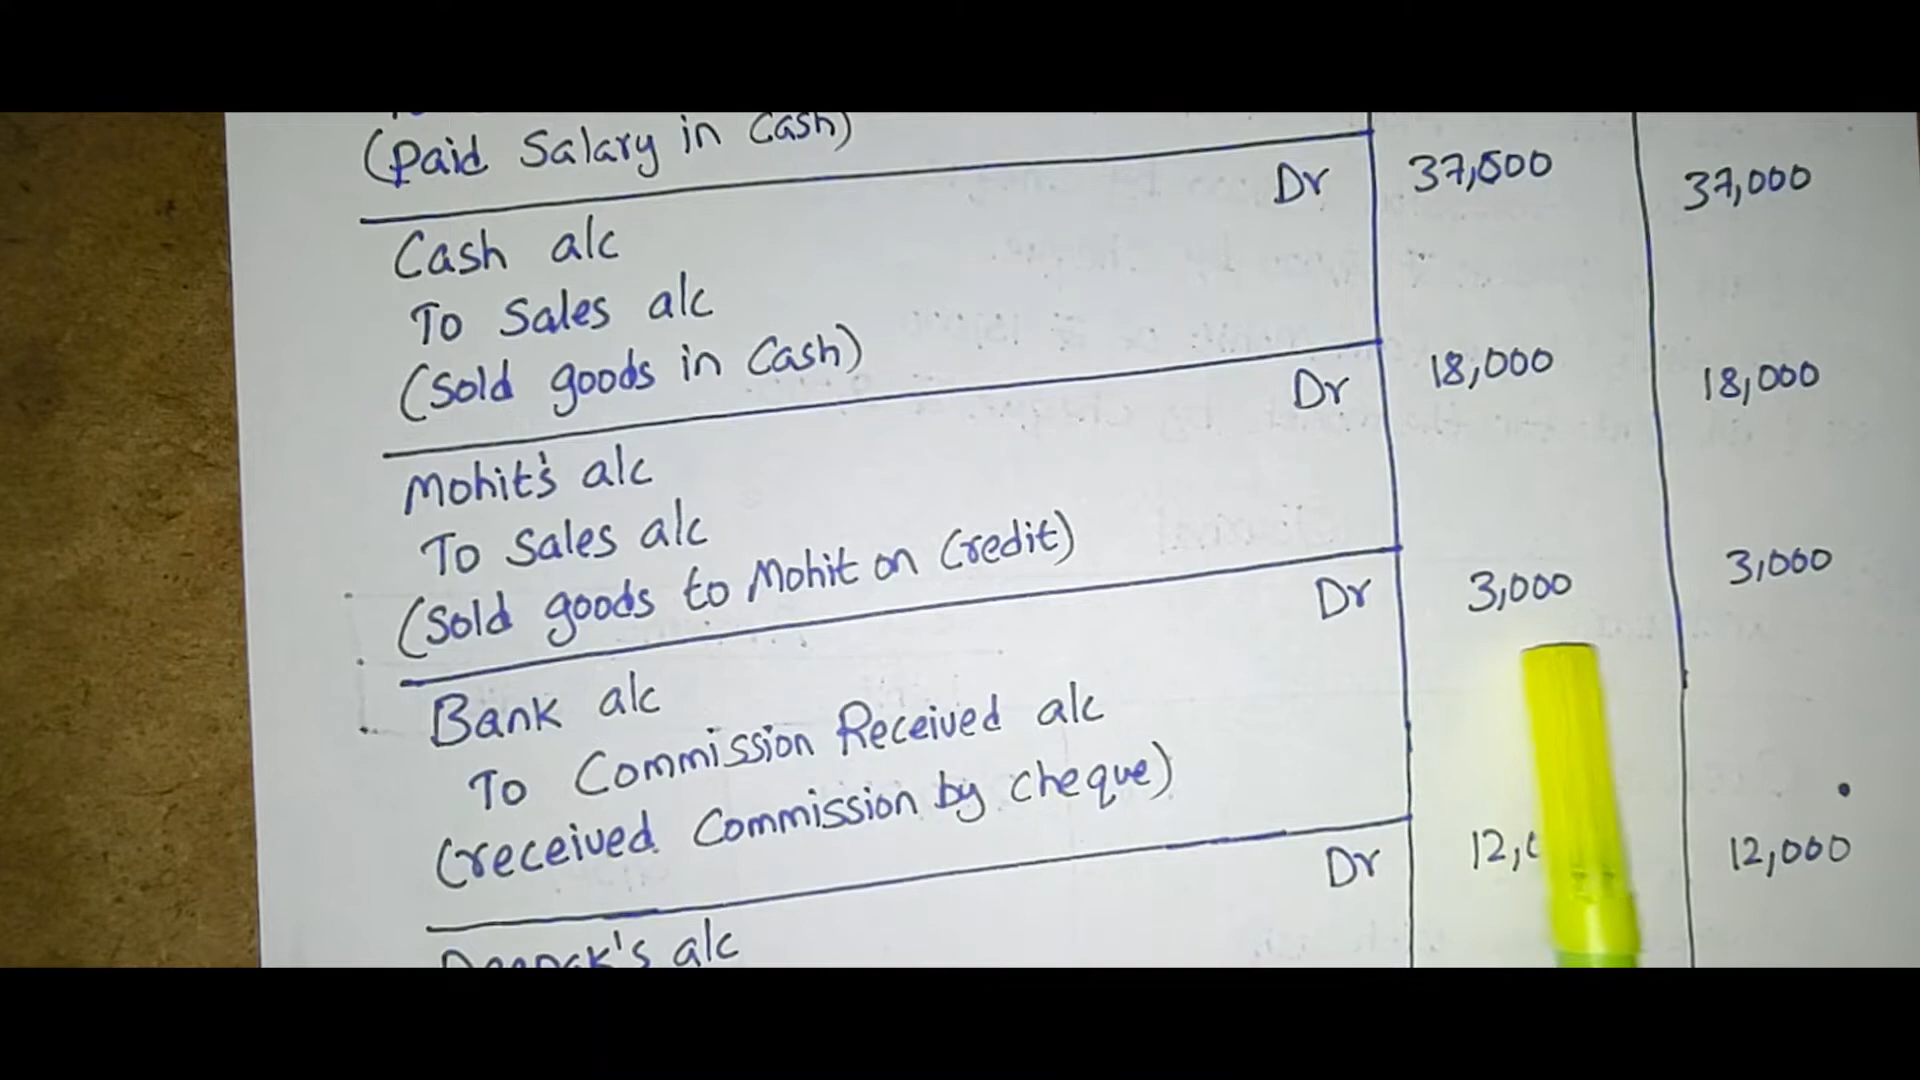 (Paid Salary in Cash)
Cash a/c Dr 37,000 37,000
To Sales a/c
(Sold goods in Cash)
Mohit's a/c Dr 18,000 18,000
To Sales a/c
(Sold goods to Mohit on Credit)
Bank a/c Dr 3,000 3,000
To Commission Received a/c
(received Commission by Cheque)
a/c Dr 12,000